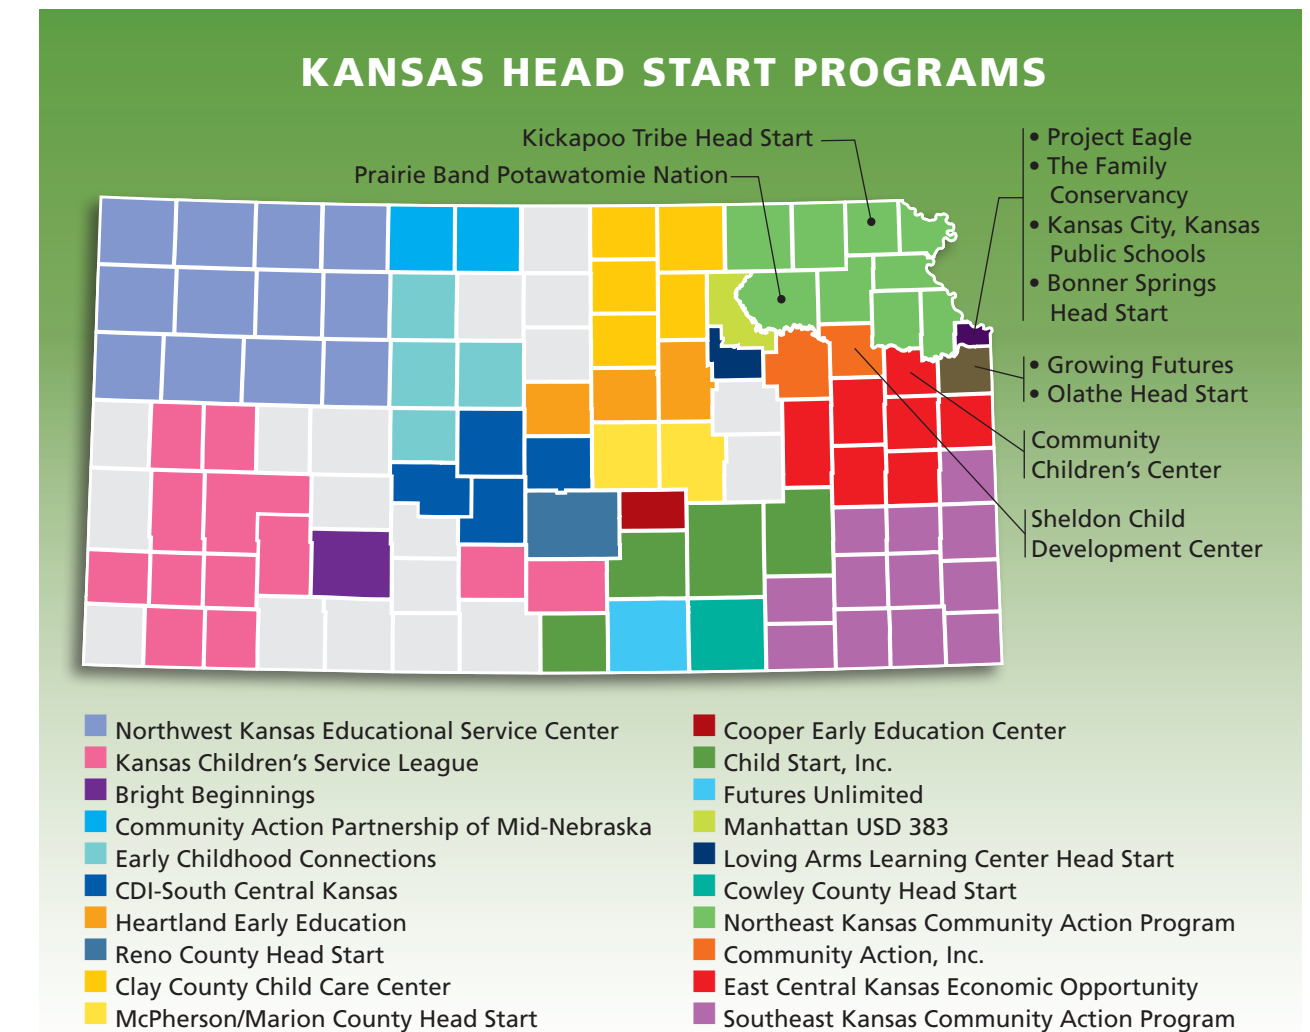 KANSAS HEAD START PROGRAMS
Kickapoo Tribe Head Start
Prairie Band Potawatomie Nation
• Project Eagle
• The Family
Conservancy
• Kansas City, Kansas
Public Schools
• Bonner Springs
Head Start
• Growing Futures
• Olathe Head Start
Community
Children's Center
Sheldon Child
Development Center
Northwest Kansas Educational Service Center
Kansas Children's Service League
Bright Beginnings
Community Action Partnership of Mid-Nebraska
Early Childhood Connections
CDI-South Central Kansas
Heartland Early Education
Reno County Head Start
Clay County Child Care Center
McPherson/Marion County Head Start
Cooper Early Education Center
Child Start, Inc.
Futures Unlimited
Manhattan USD 383
Loving Arms Learning Center Head Start
Cowley County Head Start
Northeast Kansas Community Action Program
Community Action, Inc.
East Central Kansas Economic Opportunity
Southeast Kansas Community Action Program